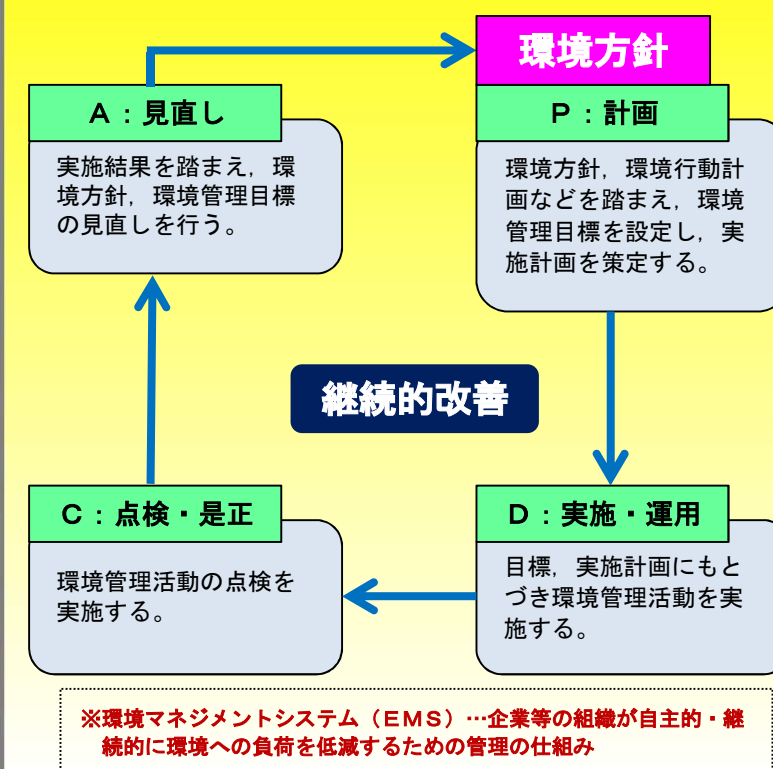 環境方針
A：見直し
実施結果を踏まえ，環
境方針，環境管理目標
の見直しを行う。
P：計画
環境方針，環境行動計
画などを踏まえ，環境
管理目標を設定し，実
施計画を策定する。
継続的改善
C：点検・是正
環境管理活動の点検を
実施する。
D：実施・運用
目標，実施計画にもと
づき環境管理活動を実
施する。
※環境マネジメントシステム（ＥＭＳ）…企業等の組織が自主的・継
続的に環境への負荷を低減するための管理の仕組み